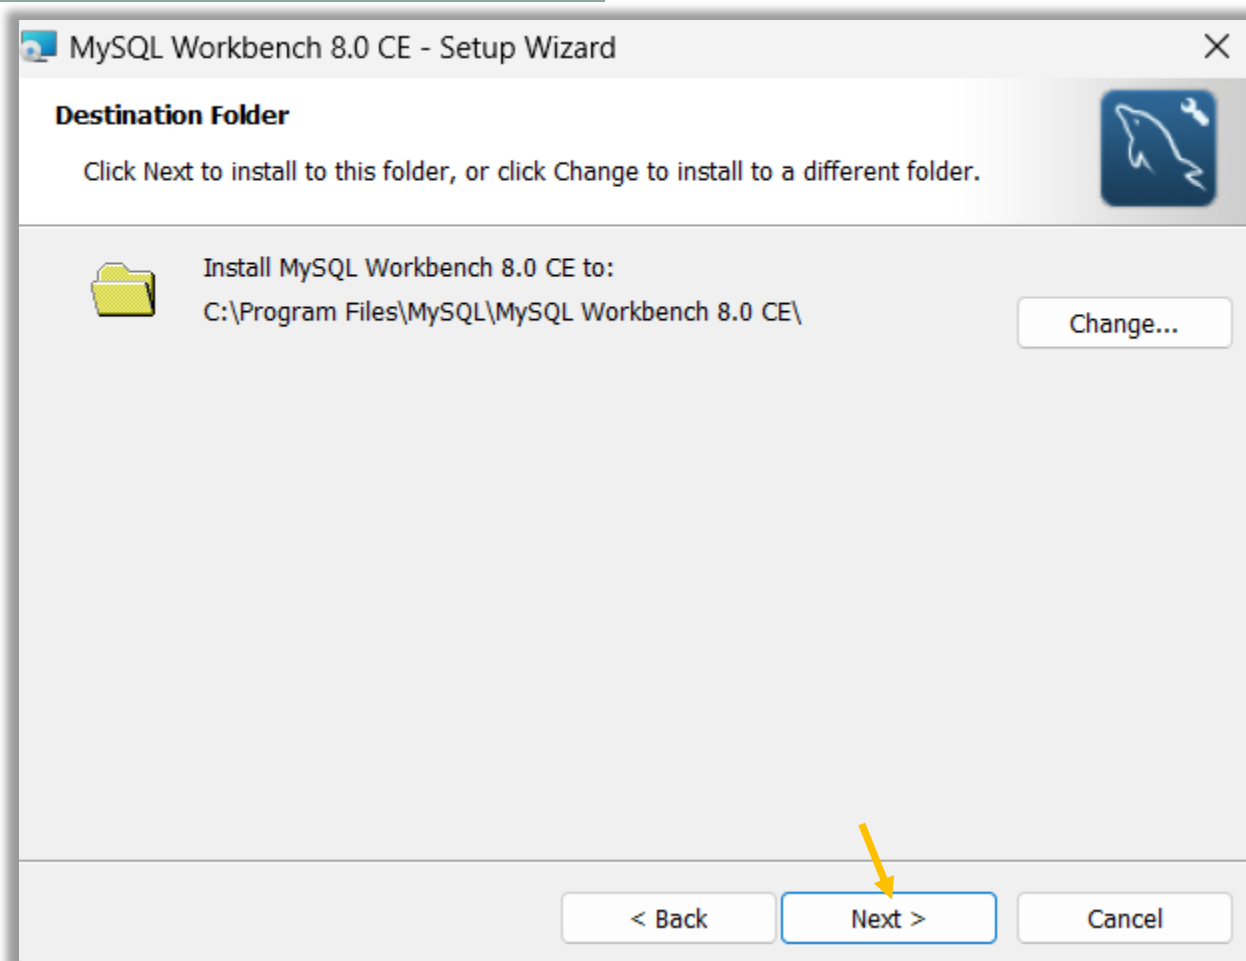 MySQL Workbench 8.0 CE - Setup Wizard
Destination Folder
Click Next to install to this folder, or click Change to install to a different folder.
Install MySQL Workbench 8.0 CE to:
C:\Program Files\MySQL\MySQL Workbench 8.0 CE\
Change...
< Back
Next >
Cancel